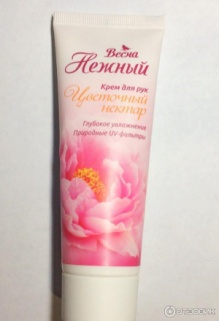 Весна
Нежный
Крем для рук
Цветочный
нектар
Глубокое увлажнение
Природные UV-фильтры